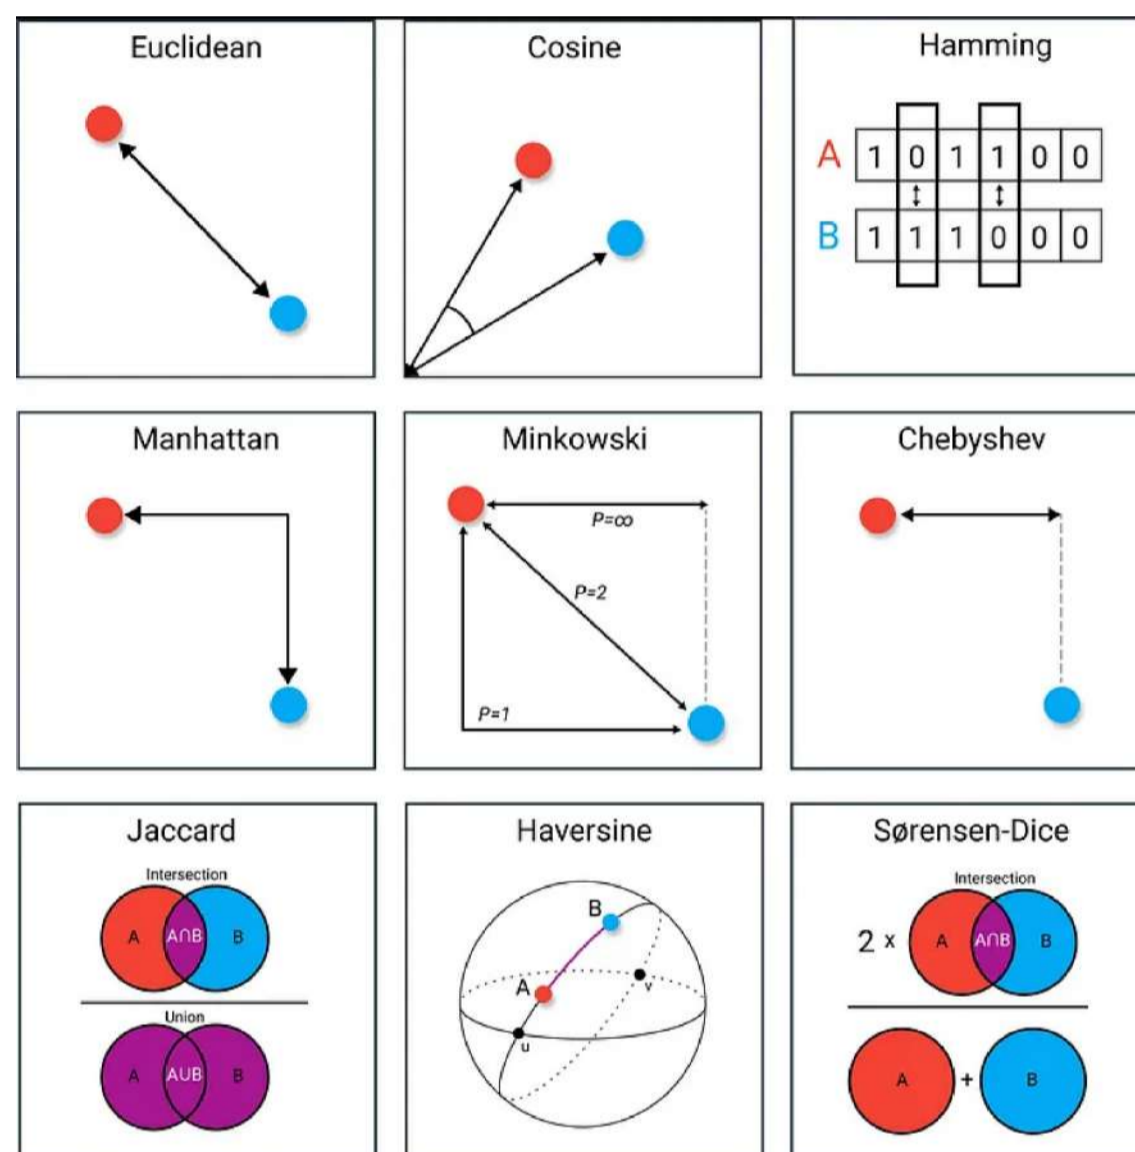 Euclidean
Cosine
Hamming
A 1 0 1 1 0 0
B 1 1 1 0 0 0
Manhattan
Minkowski
P=∞
P=2
P=1
Chebyshev
Jaccard
Intersection
A A∩B B
Union
A A∪B B
Haversine
B
A
v
u
Sørensen-Dice
Intersection
2 x A A∩B B
A + B